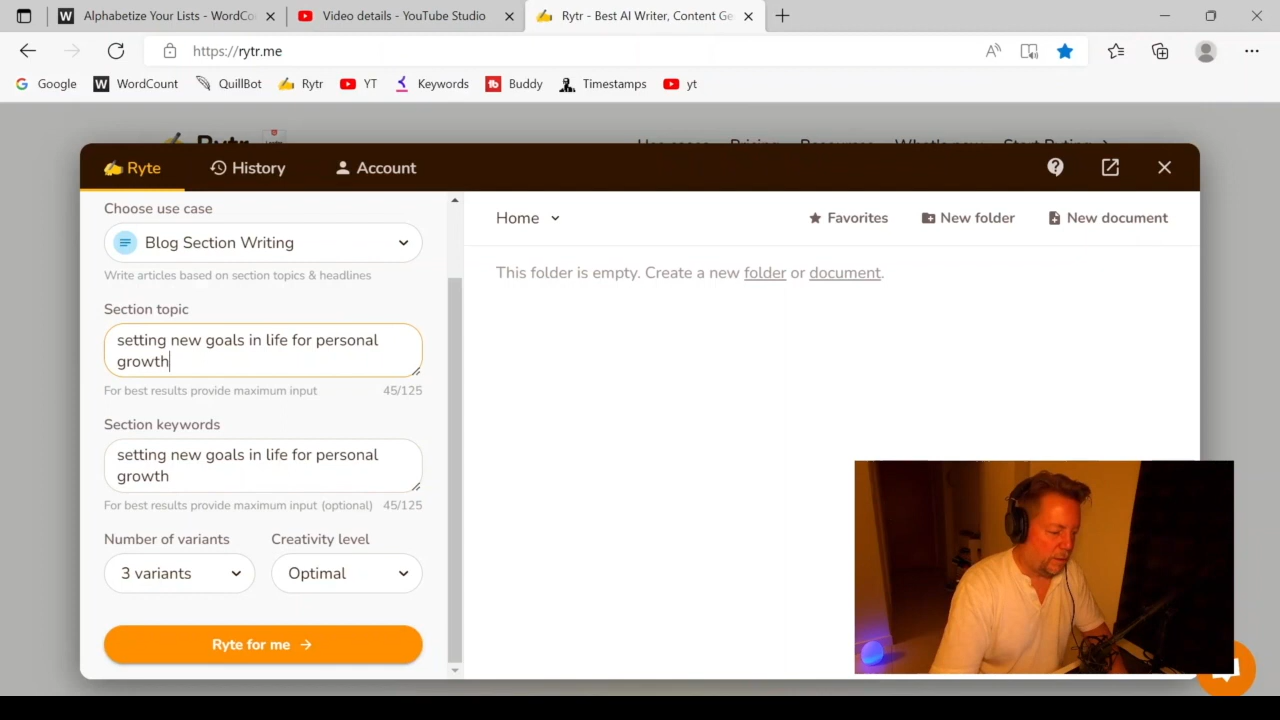 Alphabetize Your Lists - WordCo
Video details - YouTube Studio
Rytr - Best AI Writer, Content Ge
https://rytr.me
Google
WordCount
QuillBot
Rytr
YT
Keywords
Buddy
Timestamps
yt
Ryte
History
Account
Choose use case
Blog Section Writing
Write articles based on section topics & headlines
Section topic
setting new goals in life for personal
growth
For best results provide maximum input
45/125
Section keywords
setting new goals in life for personal
growth
For best results provide maximum input (optional)
45/125
Number of variants
Creativity level
3 variants
Optimal
Ryte for me →
Home
Favorites
New folder
New document
This folder is empty. Create a new folder or document.